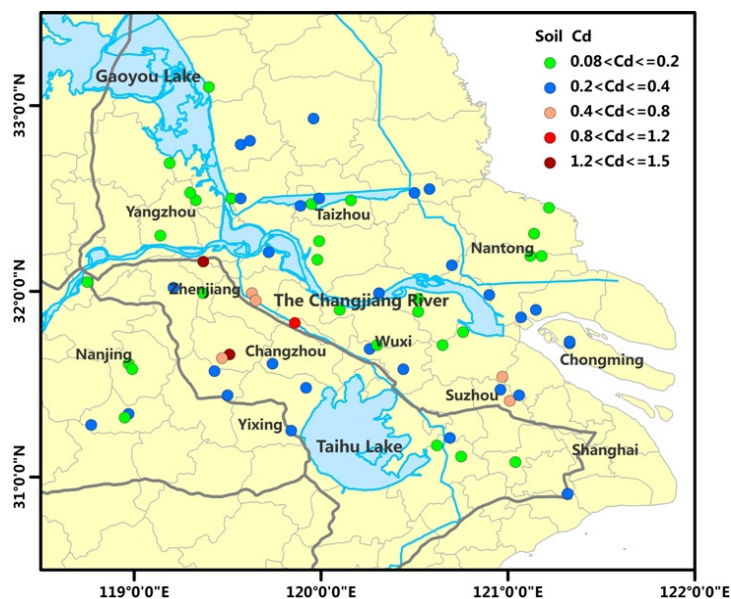 Soil Cd
0.08<Cd<=0.2
0.2<Cd<=0.4
0.4<Cd<=0.8
0.8<Cd<=1.2
1.2<Cd<=1.5
Gaoyou Lake
33°0'0"N
Yangzhou
Taizhou
Nantong
Zhenjiang
The Changjiang River
32°0'0"N
Nanjing
Changzhou
Wuxi
Chongming
Suzhou
Yixing
Taihu Lake
Shanghai
31°0'0"N
119°0'0"E
120°0'0"E
121°0'0"E
122°0'0"E